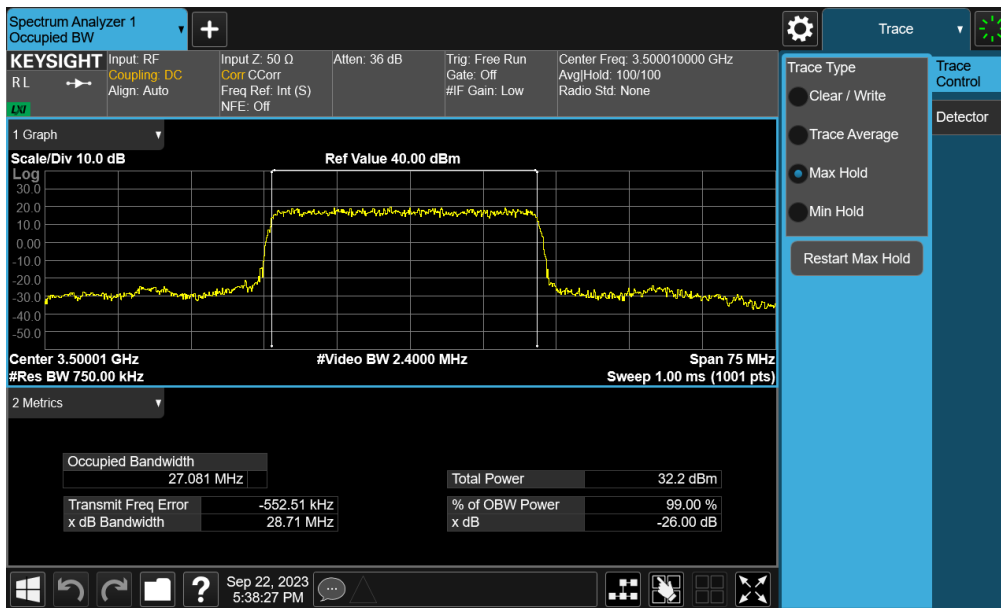 Spectrum Analyzer 1
Occupied BW
Trace
KEYSIGHT
R L
LXI
Input: RF
Coupling: DC
Align: Auto
Input Z: 50 Ω
Corr CCorr
Freq Ref: Int (S)
NFE: Off
Atten: 36 dB
Trig: Free Run
Gate: Off
#IF Gain: Low
Center Freq: 3.500010000 GHz
Avg|Hold: 100/100
Radio Std: None
Trace Type
Clear / Write
Trace Average
Max Hold
Min Hold
Restart Max Hold
Trace
Control
Detector
1 Graph
Scale/Div 10.0 dB
Ref Value 40.00 dBm
Log
30.0
20.0
10.0
0.00
-10.0
-20.0
-30.0
-40.0
-50.0
Center 3.50001 GHz
#Video BW 2.4000 MHz
Span 75 MHz
#Res BW 750.00 kHz
Sweep 1.00 ms (1001 pts)
2 Metrics
Occupied Bandwidth
27.081 MHz
Total Power 32.2 dBm
Transmit Freq Error -552.51 kHz
% of OBW Power 99.00 %
x dB Bandwidth 28.71 MHz
x dB -26.00 dB
?
Sep 22, 2023
5:38:27 PM